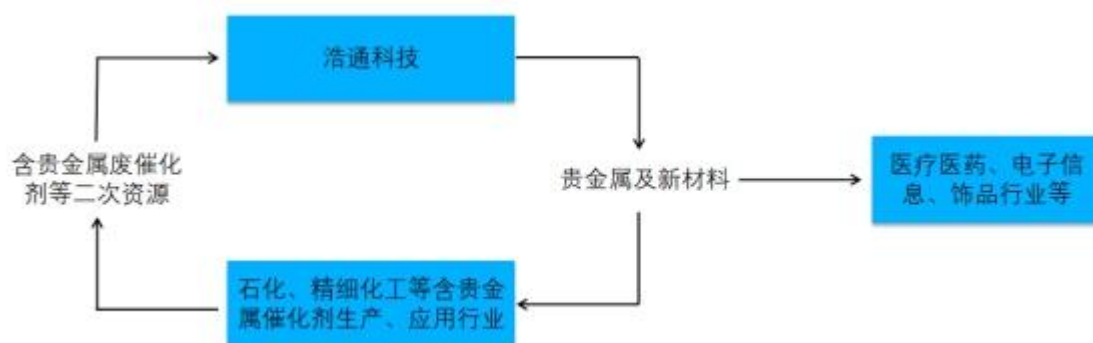 浩通科技
含贵金属废催化
剂等二次资源
贵金属及新材料
医疗医药、电子信
息、饰品行业等
石化、精细化工等含贵金
属催化剂生产、应用行业